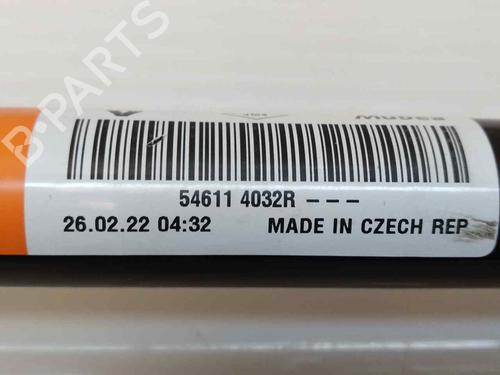 B-PARTS
A
54611 4032R ---
26.02.22 04:32 MADE IN CZECH REP